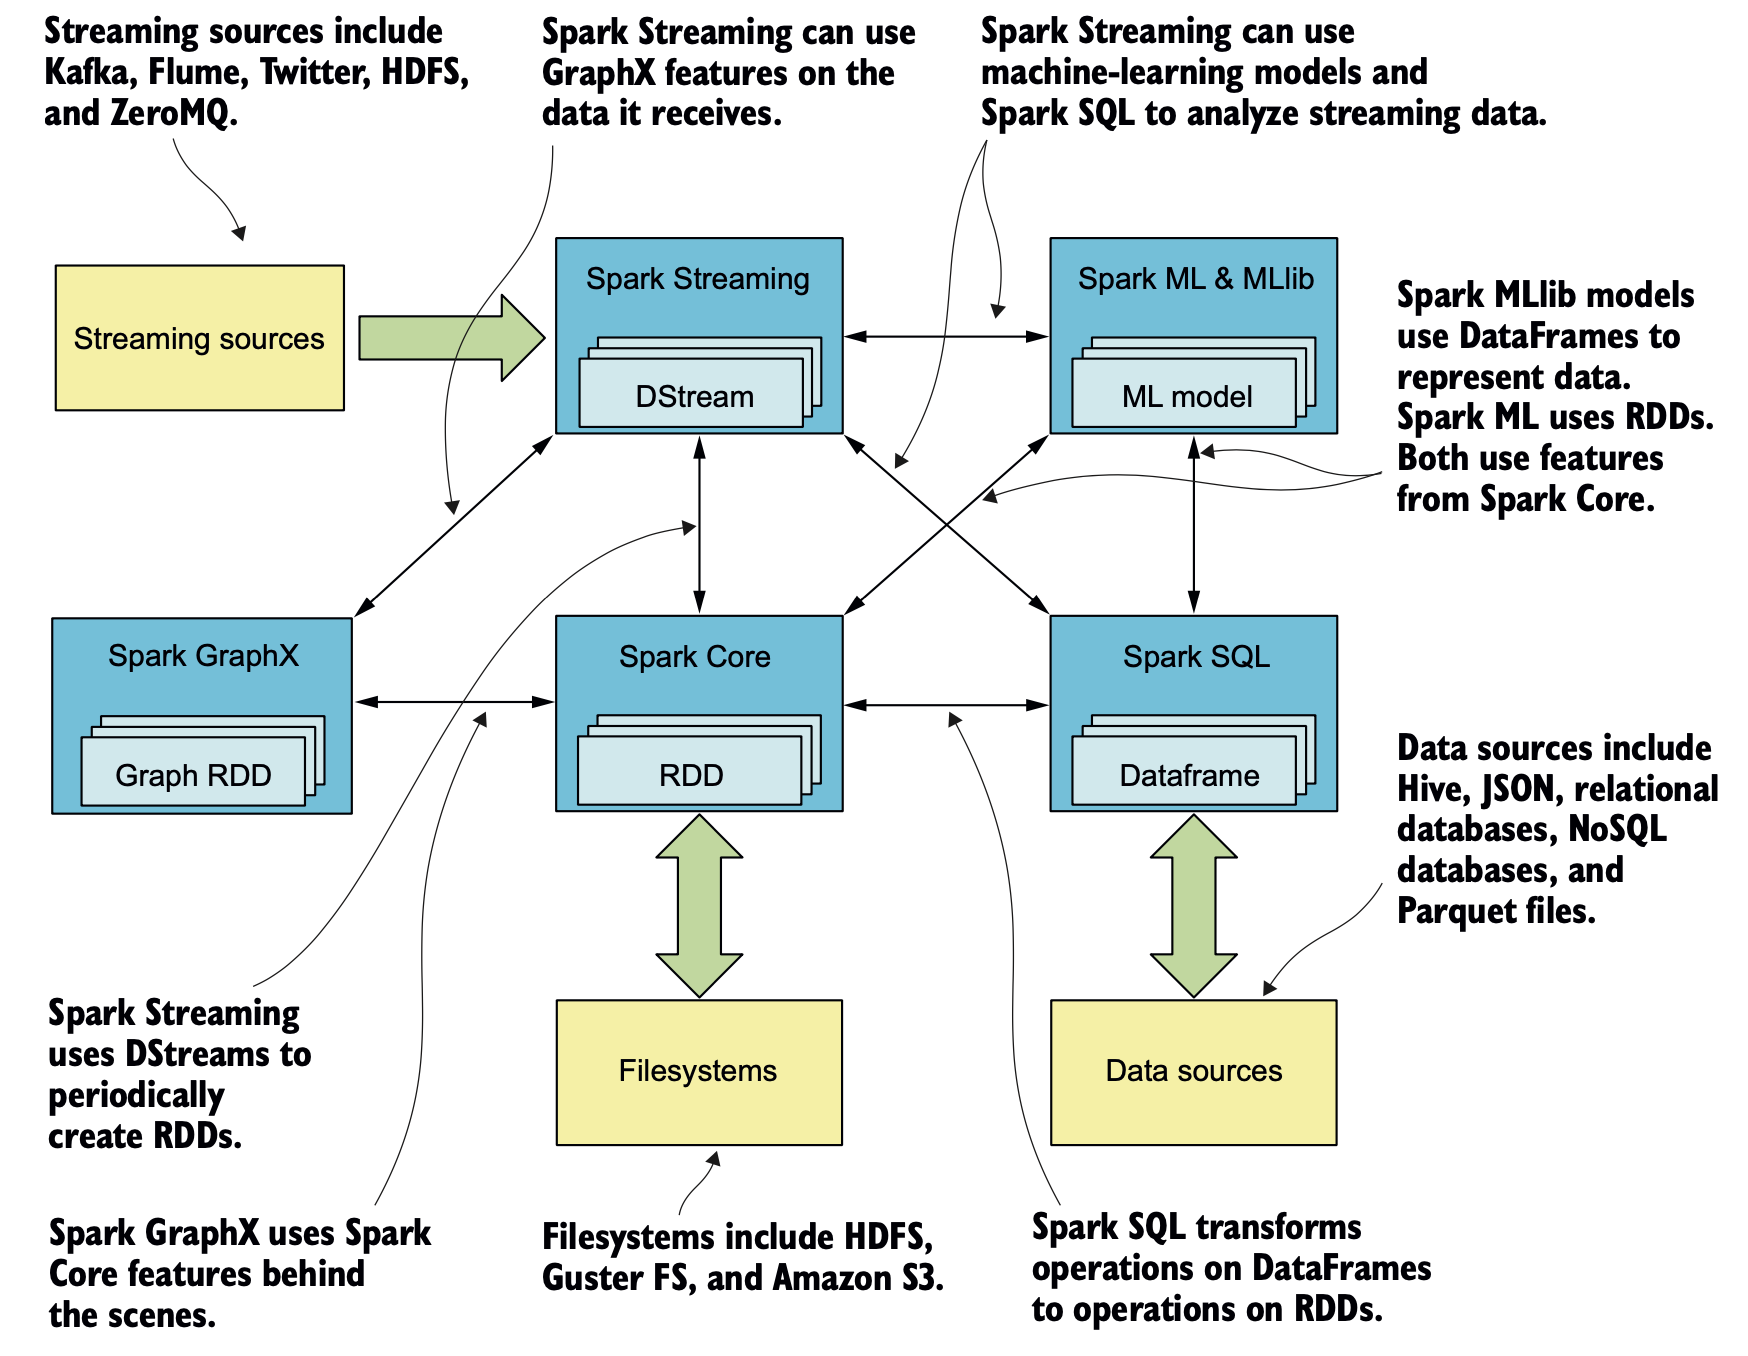 Streaming sources include
Kafka, Flume, Twitter, HDFS,
and ZeroMQ.
Spark Streaming can use
GraphX features on the
data it receives.
Spark Streaming can use
machine-learning models and
Spark SQL to analyze streaming data.
Streaming sources
Spark Streaming
DStream
Spark ML & MLlib
ML model
Spark MLlib models
use DataFrames to
represent data.
Spark ML uses RDDs.
Both use features
from Spark Core.
Spark GraphX
Graph RDD
Spark Core
RDD
Spark SQL
Dataframe
Data sources include
Hive, JSON, relational
databases, NoSQL
databases, and
Parquet files.
Spark Streaming
uses DStreams to
periodically
create RDDs.
Filesystems
Data sources
Spark GraphX uses Spark
Core features behind
the scenes.
Filesystems include HDFS,
Guster FS, and Amazon S3.
Spark SQL transforms
operations on DataFrames
to operations on RDDs.